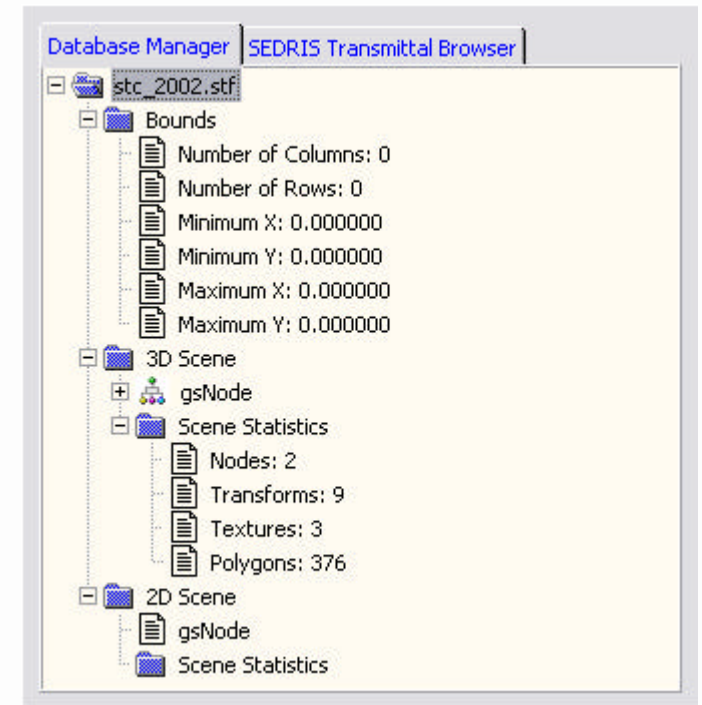 Database Manager SEDRIS Transmittal Browser
stc_2002.stf
Bounds
Number of Columns: 0
Number of Rows: 0
Minimum X: 0.000000
Minimum Y: 0.000000
Maximum X: 0.000000
Maximum Y: 0.000000
3D Scene
gsNode
Scene Statistics
Nodes: 2
Transforms: 9
Textures: 3
Polygons: 376
2D Scene
gsNode
Scene Statistics